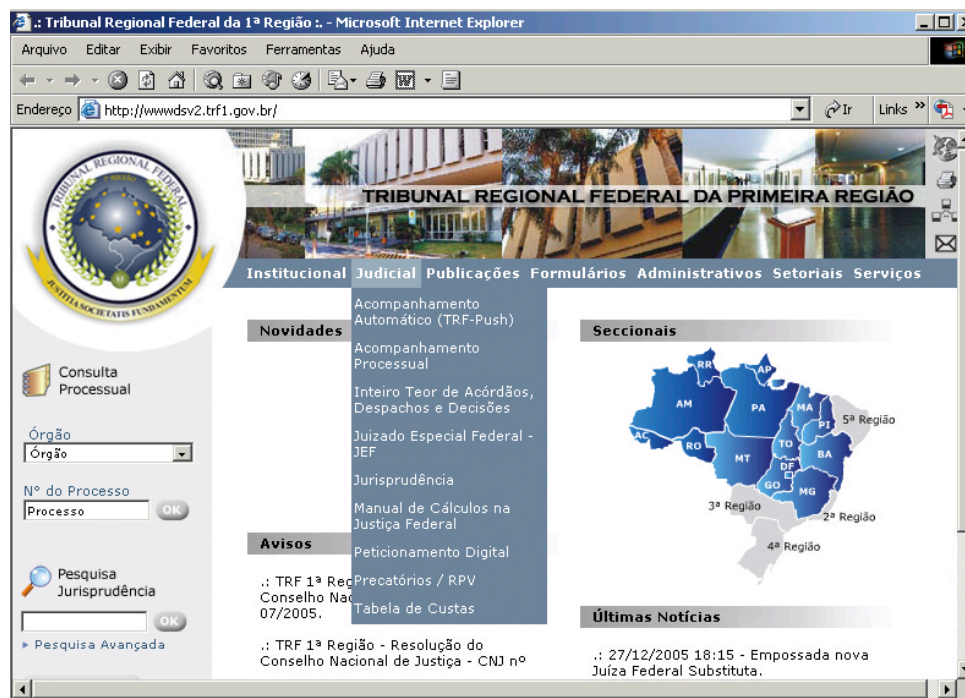 .: Tribunal Regional Federal da 1ª Região :. - Microsoft Internet Explorer
Arquivo Editar Exibir Favoritos Ferramentas Ajuda
Endereço http://wwwdsv2.trf1.gov.br/ Ir Links »
TRIBUNAL REGIONAL FEDERAL
JUSTITIA SOCIETATIS FUNDAMENTUM
TRIBUNAL REGIONAL FEDERAL DA PRIMEIRA REGIÃO
Institucional Judicial Publicações Formulários Administrativos Setoriais Serviços
Consulta
Processual
Órgão
Órgão
Nº do Processo
Processo OK
Pesquisa
Jurisprudência
OK
Pesquisa Avançada
Acompanhamento
Automático (TRF-Push)
Acompanhamento
Processual
Inteiro Teor de Acórdãos,
Despachos e Decisões
Juizado Especial Federal -
JEF
Jurisprudência
Manual de Cálculos na
Justiça Federal
Peticionamento Digital
Precatórios / RPV
Tabela de Custas
Novidades
Avisos
.: TRF 1ª Reg
Conselho Nac
07/2005.
.: TRF 1ª Região - Resolução do
Conselho Nacional de Justiça - CNJ nº
Seccionais
RR AP
AM PA MA
5ª Região
PI
AC RO TO
MT BA
DF
GO MG
3ª Região 2ª Região
4ª Região
Últimas Notícias
.: 27/12/2005 18:15 - Empossada nova
Juíza Federal Substituta.